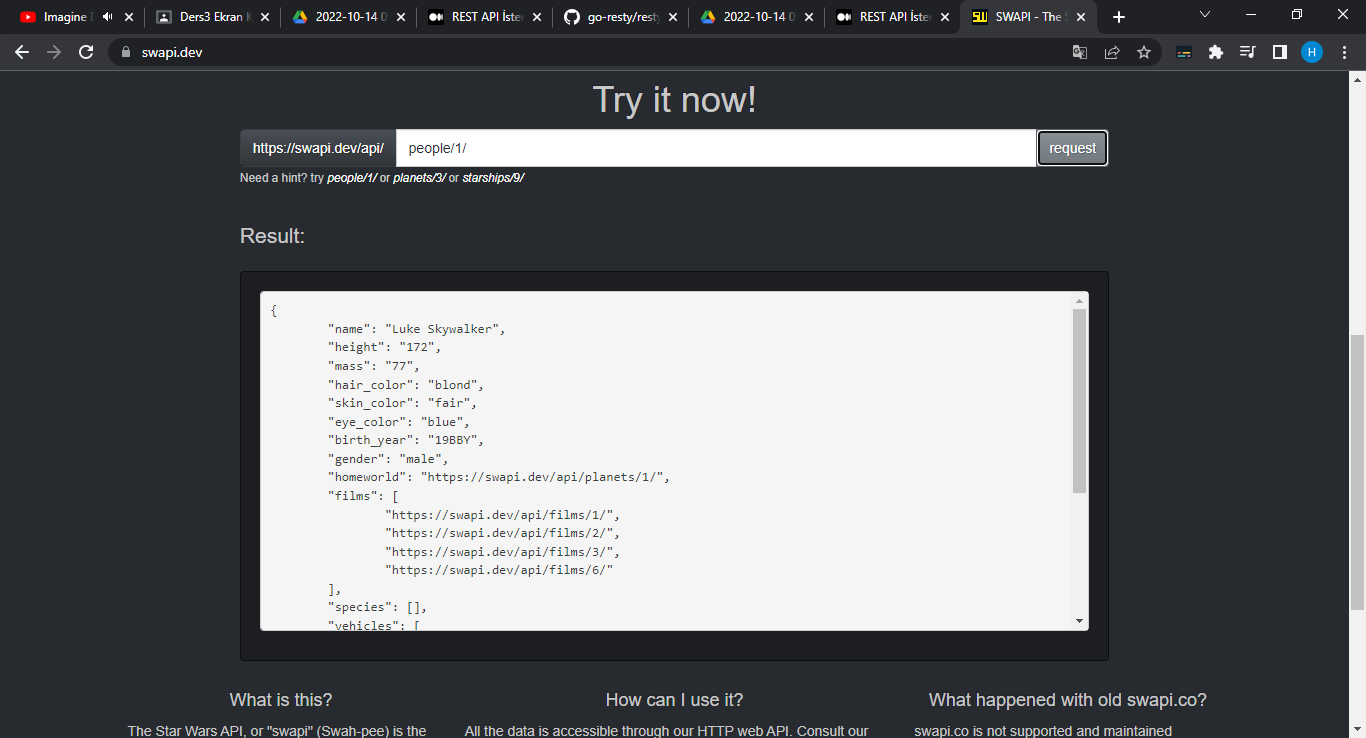 Imagine D
Ders3 Ekran K
2022-10-14 0
REST API İster
go-resty/resty
2022-10-14 0
REST API İster
SWAPI - The S
swapi.dev
H
Try it now!
https://swapi.dev/api/
people/1/
request
Need a hint? try people/1/ or planets/3/ or starships/9/
Result:
{
"name": "Luke Skywalker",
"height": "172",
"mass": "77",
"hair_color": "blond",
"skin_color": "fair",
"eye_color": "blue",
"birth_year": "19BBY",
"gender": "male",
"homeworld": "https://swapi.dev/api/planets/1/",
"films": [
"https://swapi.dev/api/films/1/",
"https://swapi.dev/api/films/2/",
"https://swapi.dev/api/films/3/",
"https://swapi.dev/api/films/6/"
],
"species": [],
"vehicles": [
What is this?
The Star Wars API, or "swapi" (Swah-pee) is the
How can I use it?
All the data is accessible through our HTTP web API. Consult our
What happened with old swapi.co?
swapi.co is not supported and maintained